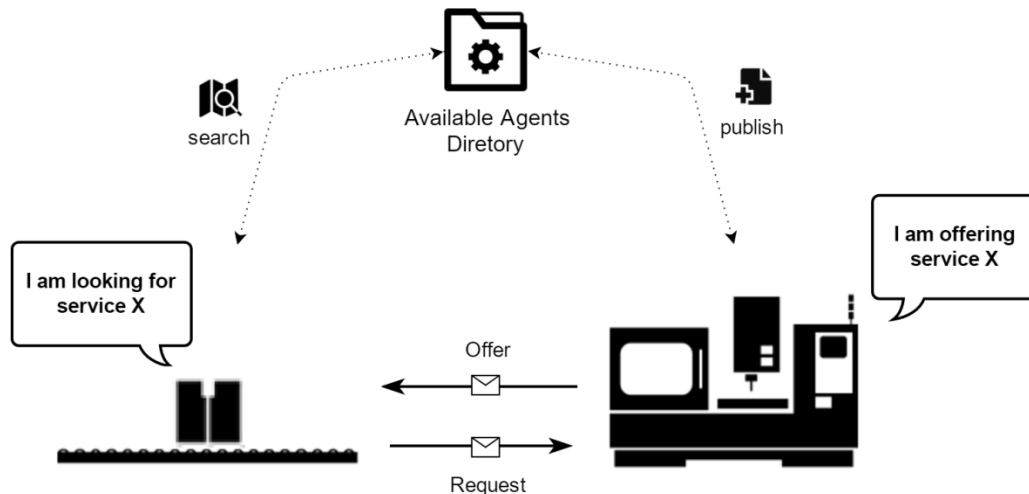 search
Available Agents
Diretory
publish
I am looking for
service X
I am offering
service X
Offer
Request